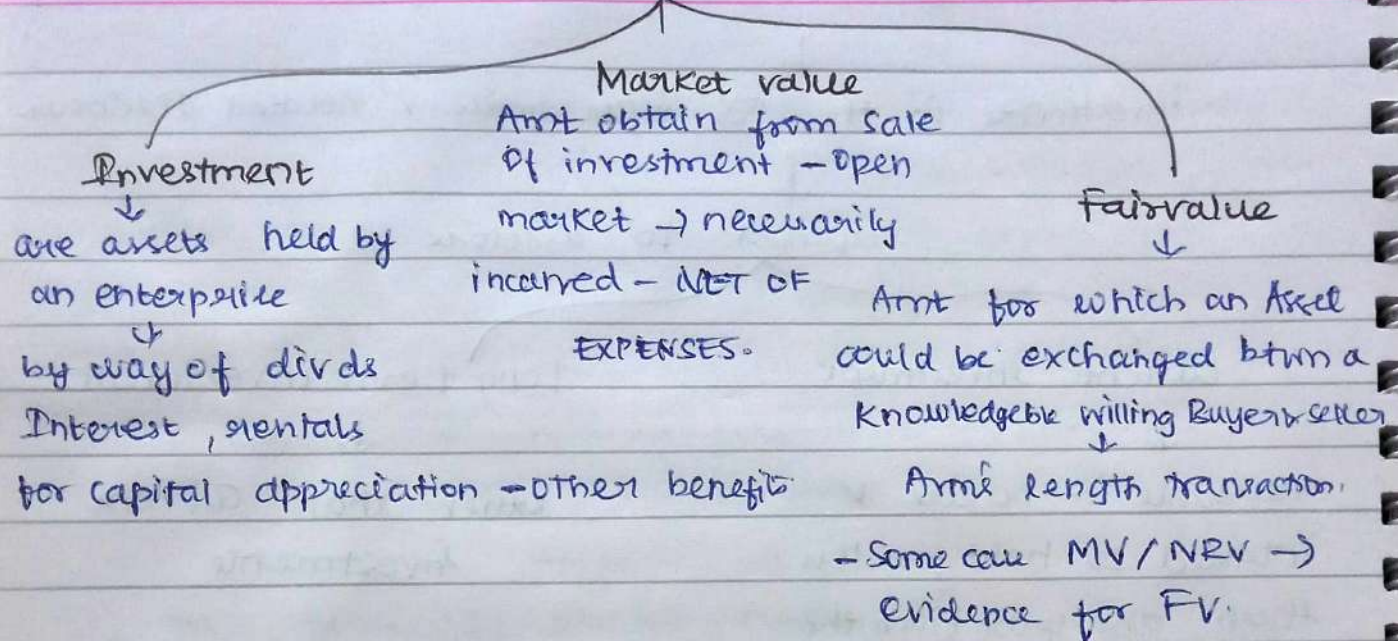 Market value
Amt obtain from sale
of investment - open
market → necessarily
incurred - NET OF
EXPENSES.
Investment
↓
are assets held by
an enterprise
↓
by way of divds
Interest, rentals
for capital appreciation - other benefits
Fairvalue
↓
Amt for which an Asset
could be exchanged btwn a
Knowledgeble willing Buyer & seller
↓
Arm's length transaction.
- Some case MV/NRV →
evidence for FV.